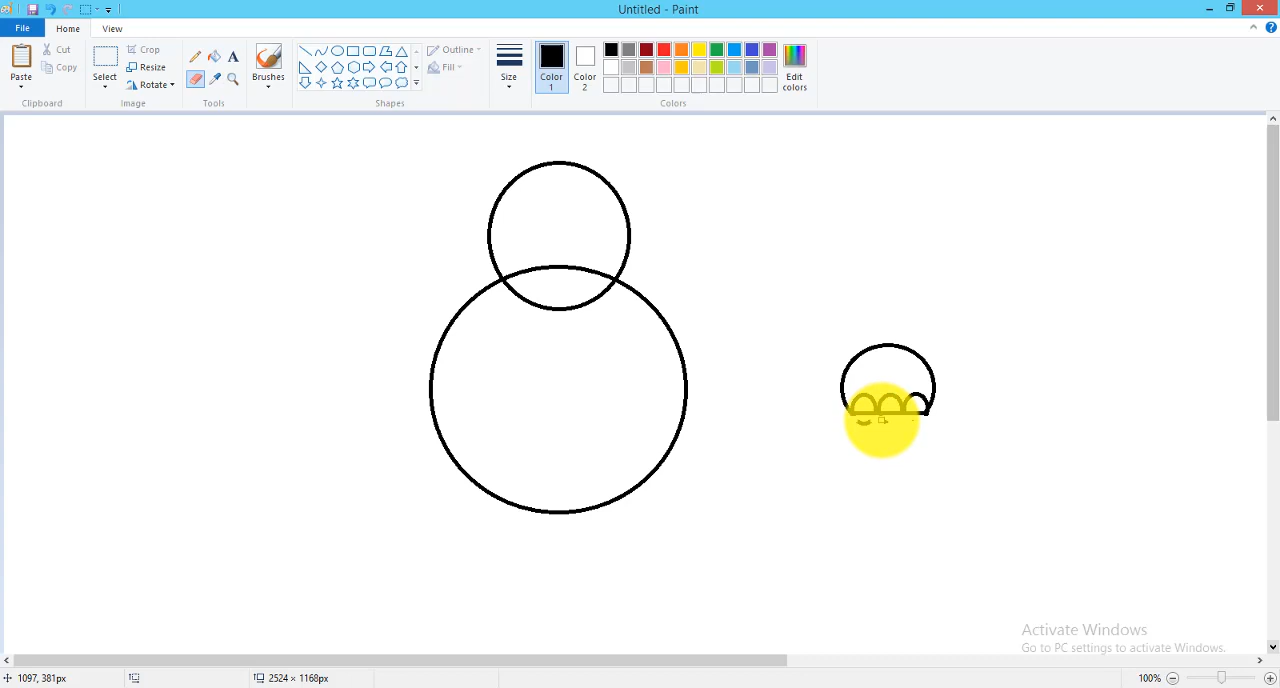 Untitled - Paint
File Home View
Paste
Cut
Copy
Clipboard
Select
Crop
Resize
Rotate
Image
Tools
Brushes
Outline
Fill
Shapes
Size
Color 1
Color 2
Edit colors
Colors
Activate Windows
Go to PC settings to activate Windows.
1097, 381px
2524 × 1168px
100%